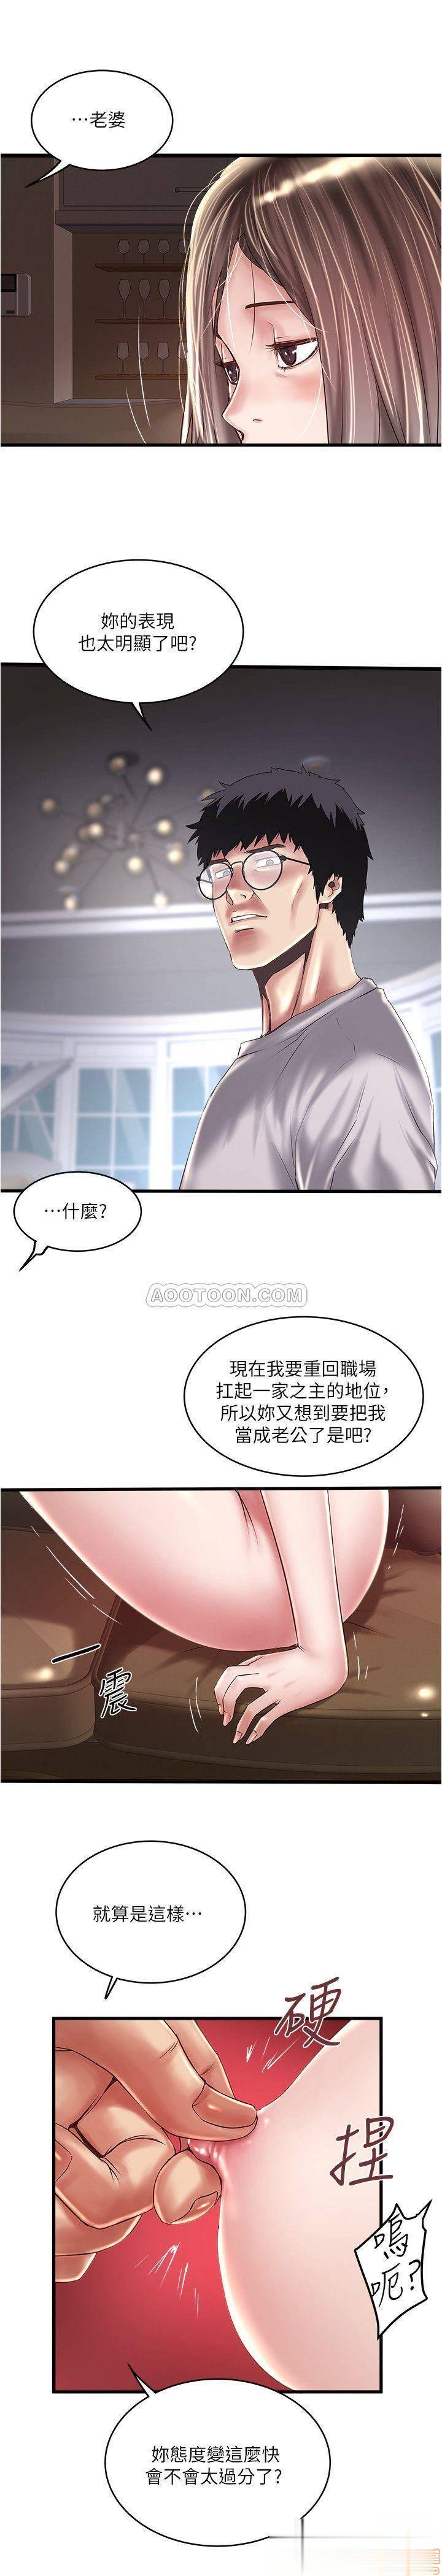 …老婆
妳的表現
也太明顯了吧?
…什麼?
AOOTOON.COM
現在我要重回職場
扛起一家之主的地位，
所以妳又想到要把我
當成老公了是吧?
震
就算是這樣…
硬
捏
嗚
呃?
妳態度變這麼快
會不會太過分了?